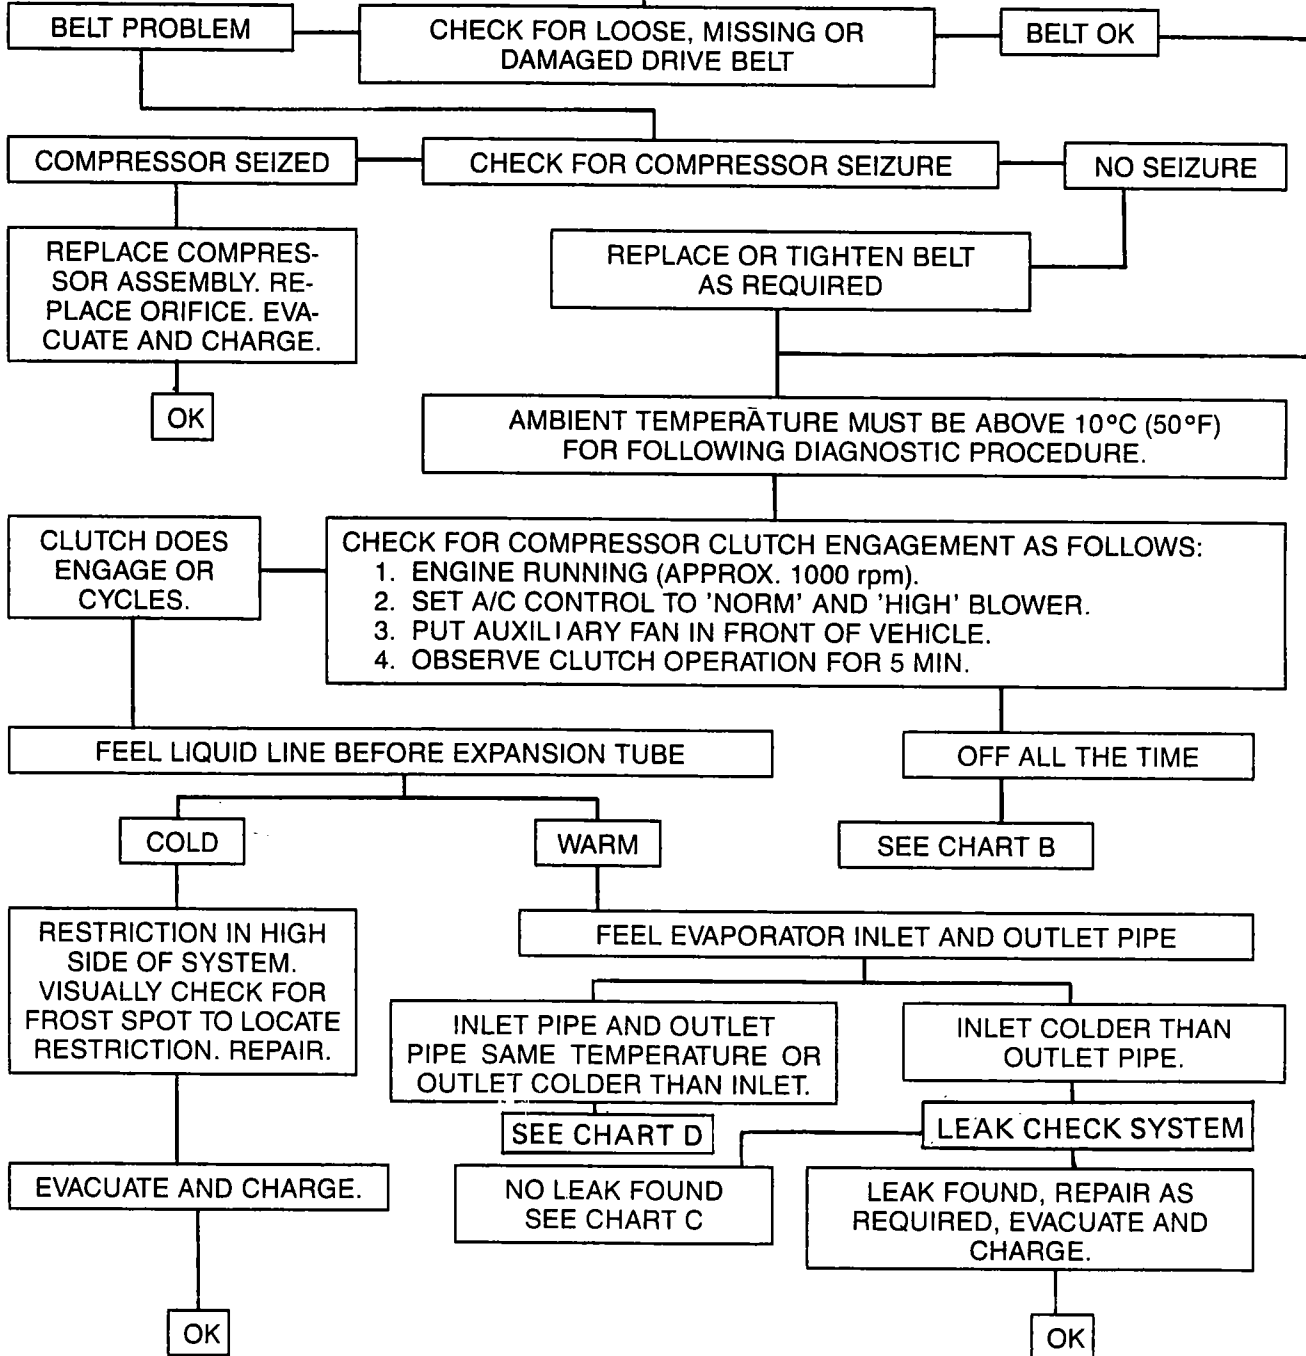 BELT PROBLEM
CHECK FOR LOOSE, MISSING OR
DAMAGED DRIVE BELT
BELT OK
COMPRESSOR SEIZED
CHECK FOR COMPRESSOR SEIZURE
NO SEIZURE
REPLACE COMPRES-
SOR ASSEMBLY. RE-
PLACE ORIFICE. EVA-
CUATE AND CHARGE.
REPLACE OR TIGHTEN BELT
AS REQUIRED
OK
AMBIENT TEMPERATURE MUST BE ABOVE 10°C (50°F)
FOR FOLLOWING DIAGNOSTIC PROCEDURE.
CLUTCH DOES
ENGAGE OR
CYCLES.
CHECK FOR COMPRESSOR CLUTCH ENGAGEMENT AS FOLLOWS:
1. ENGINE RUNNING (APPROX. 1000 rpm).
2. SET A/C CONTROL TO 'NORM' AND 'HIGH' BLOWER.
3. PUT AUXILIARY FAN IN FRONT OF VEHICLE.
4. OBSERVE CLUTCH OPERATION FOR 5 MIN.
FEEL LIQUID LINE BEFORE EXPANSION TUBE
OFF ALL THE TIME
COLD
WARM
SEE CHART B
RESTRICTION IN HIGH
SIDE OF SYSTEM.
VISUALLY CHECK FOR
FROST SPOT TO LOCATE
RESTRICTION. REPAIR.
FEEL EVAPORATOR INLET AND OUTLET PIPE
INLET PIPE AND OUTLET
PIPE SAME TEMPERATURE OR
OUTLET COLDER THAN INLET.
INLET COLDER THAN
OUTLET PIPE.
SEE CHART D
LEAK CHECK SYSTEM
EVACUATE AND CHARGE.
NO LEAK FOUND
SEE CHART C
LEAK FOUND, REPAIR AS
REQUIRED, EVACUATE AND
CHARGE.
OK
OK